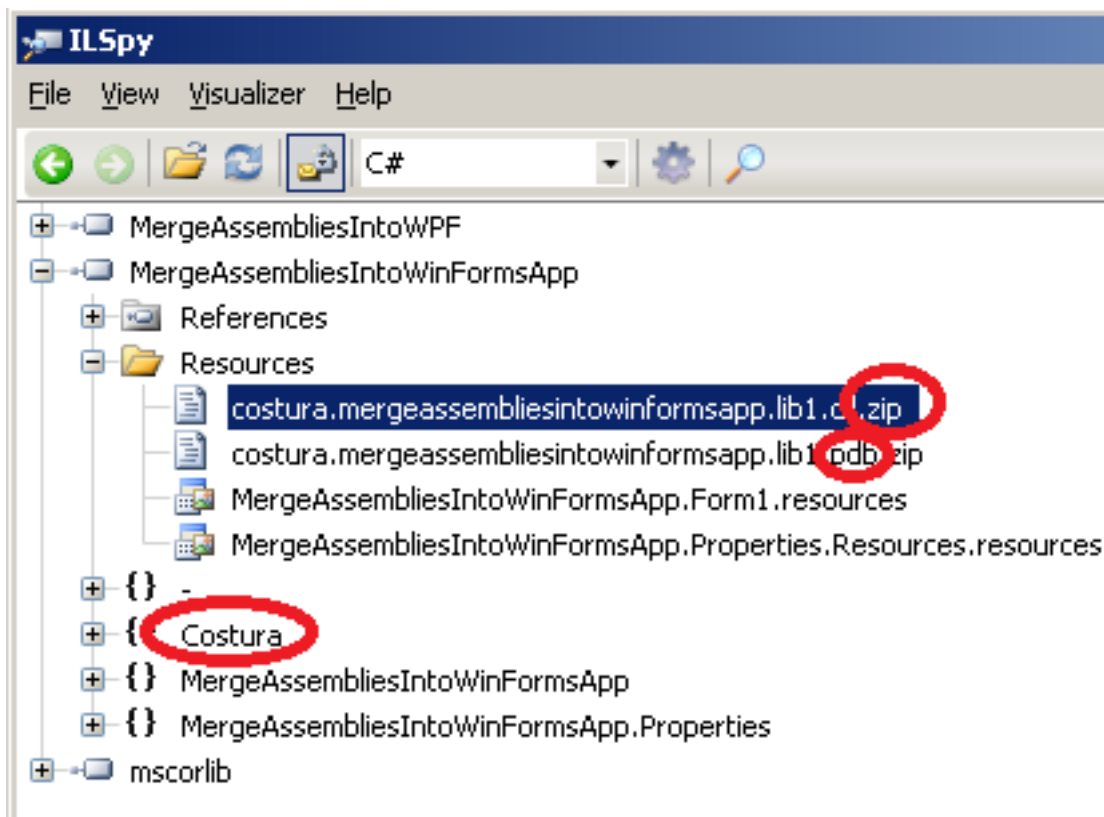 ILSpy
File View Visualizer Help
C#
MergeAssembliesIntoWPF
MergeAssembliesIntoWinFormsApp
References
Resources
costura.mergeassembliesintowinformsapp.lib1.dll.zip
costura.mergeassembliesintowinformsapp.lib1.pdb.zip
MergeAssembliesIntoWinFormsApp.Form1.resources
MergeAssembliesIntoWinFormsApp.Properties.Resources.resources
{} -
{} Costura
{} MergeAssembliesIntoWinFormsApp
{} MergeAssembliesIntoWinFormsApp.Properties
mscorlib